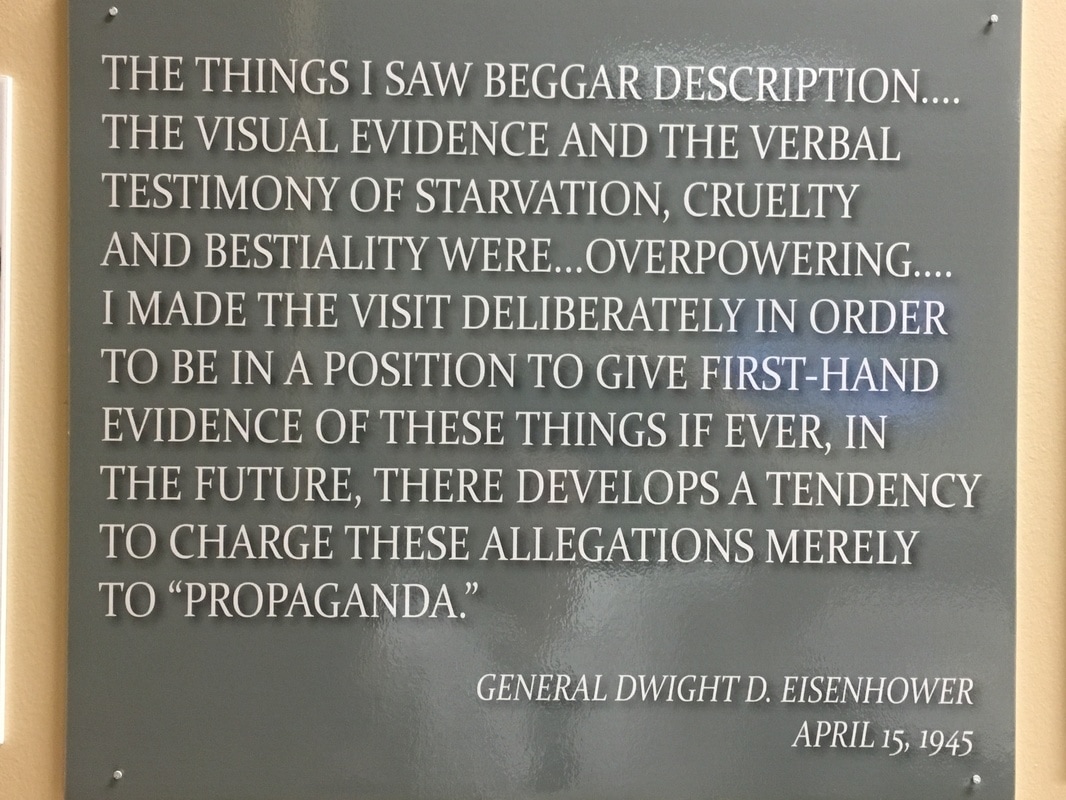 THE THINGS I SAW BEGGAR DESCRIPTION....
THE VISUAL EVIDENCE AND THE VERBAL
TESTIMONY OF STARVATION, CRUELTY
AND BESTIALITY WERE...OVERPOWERING....
I MADE THE VISIT DELIBERATELY IN ORDER
TO BE IN A POSITION TO GIVE FIRST-HAND
EVIDENCE OF THESE THINGS IF EVER, IN
THE FUTURE, THERE DEVELOPS A TENDENCY
TO CHARGE THESE ALLEGATIONS MERELY
TO “PROPAGANDA.”
GENERAL DWIGHT D. EISENHOWER
APRIL 15, 1945